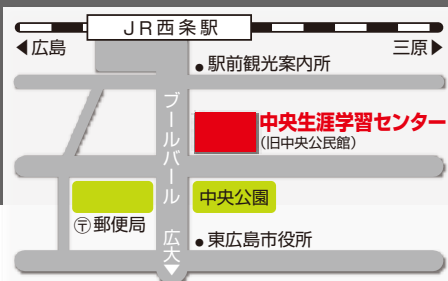 JR西条駅
◀広島
三原▶
●駅前観光案内所
ブールバール
中央生涯学習センター
(旧中央公民館)
中央公園
〒郵便局
広大▼
●東広島市役所